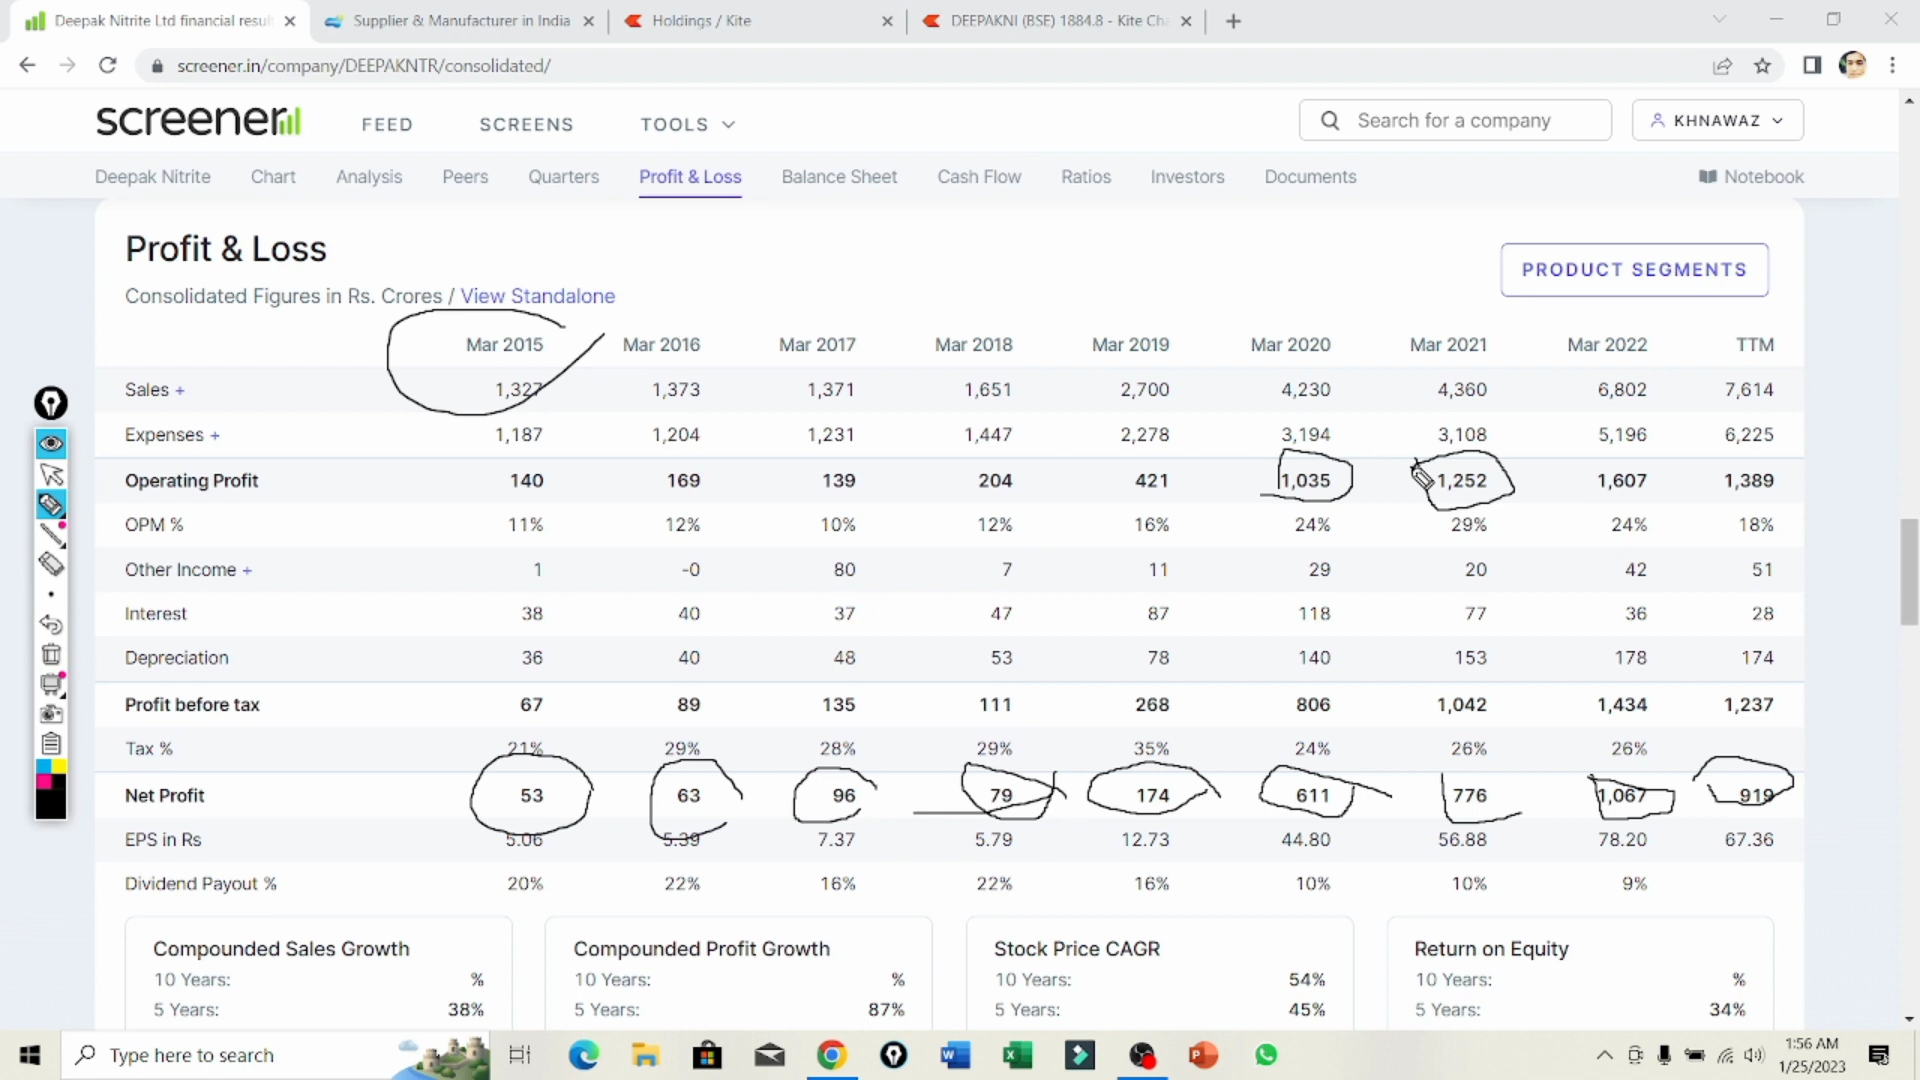 Deepak Nitrite Ltd financial resul
Supplier & Manufacturer in India
Holdings / Kite
DEEPAKNI (BSE) 1884.8 - Kite Cha
screener.in/company/DEEPAKNTR/consolidated/
screener
FEED
SCREENS
TOOLS
Search for a company
KHNAWAZ
Deepak Nitrite
Chart
Analysis
Peers
Quarters
Profit & Loss
Balance Sheet
Cash Flow
Ratios
Investors
Documents
Notebook
Profit & Loss
PRODUCT SEGMENTS
Consolidated Figures in Rs. Crores / View Standalone
Mar 2015 Mar 2016 Mar 2017 Mar 2018 Mar 2019 Mar 2020 Mar 2021 Mar 2022 TTM
Sales + 1,327 1,373 1,371 1,651 2,700 4,230 4,360 6,802 7,614
Expenses + 1,187 1,204 1,231 1,447 2,278 3,194 3,108 5,196 6,225
Operating Profit 140 169 139 204 421 1,035 1,252 1,607 1,389
OPM % 11% 12% 10% 12% 16% 24% 29% 24% 18%
Other Income + 1 -0 80 7 11 29 20 42 51
Interest 38 40 37 47 87 118 77 36 28
Depreciation 36 40 48 53 78 140 153 178 174
Profit before tax 67 89 135 111 268 806 1,042 1,434 1,237
Tax % 21% 29% 28% 29% 35% 24% 26% 26%
Net Profit 53 63 96 79 174 611 776 1,067 919
EPS in Rs 5.06 5.39 7.37 5.79 12.73 44.80 56.88 78.20 67.36
Dividend Payout % 20% 22% 16% 22% 16% 10% 10% 9%
Compounded Sales Growth
10 Years: %
5 Years: 38%
Compounded Profit Growth
10 Years: %
5 Years: 87%
Stock Price CAGR
10 Years: 54%
5 Years: 45%
Return on Equity
10 Years: %
5 Years: 34%
Type here to search
1:56 AM
1/25/2023